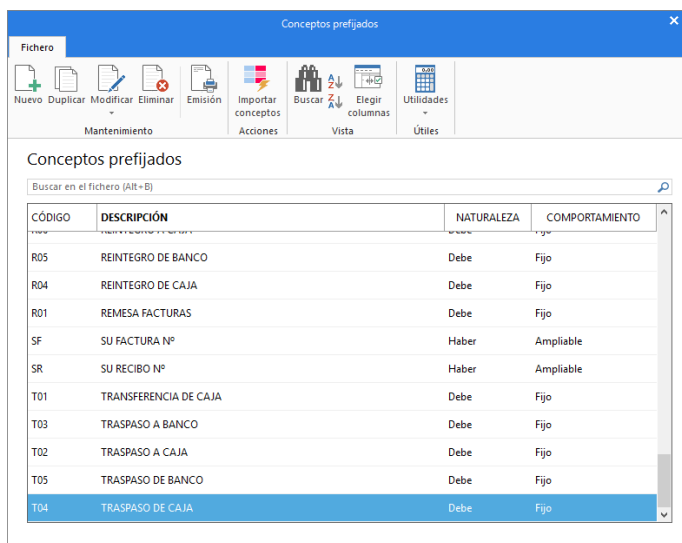 Conceptos prefijados
Fichero
Nuevo Duplicar Modificar Eliminar Emisión Importar conceptos Buscar Elegir columnas Utilidades
Mantenimiento Acciones Vista Útiles
Conceptos prefijados
Buscar en el fichero (Alt+B)
CÓDIGO DESCRIPCIÓN NATURALEZA COMPORTAMIENTO
R05 REINTEGRO DE BANCO Debe Fijo
R04 REINTEGRO DE CAJA Debe Fijo
R01 REMESA FACTURAS Debe Fijo
SF SU FACTURA Nº Haber Ampliable
SR SU RECIBO Nº Haber Ampliable
T01 TRANSFERENCIA DE CAJA Debe Fijo
T03 TRASPASO A BANCO Debe Fijo
T02 TRASPASO A CAJA Debe Fijo
T05 TRASPASO DE BANCO Debe Fijo
T04 TRASPASO DE CAJA Debe Fijo